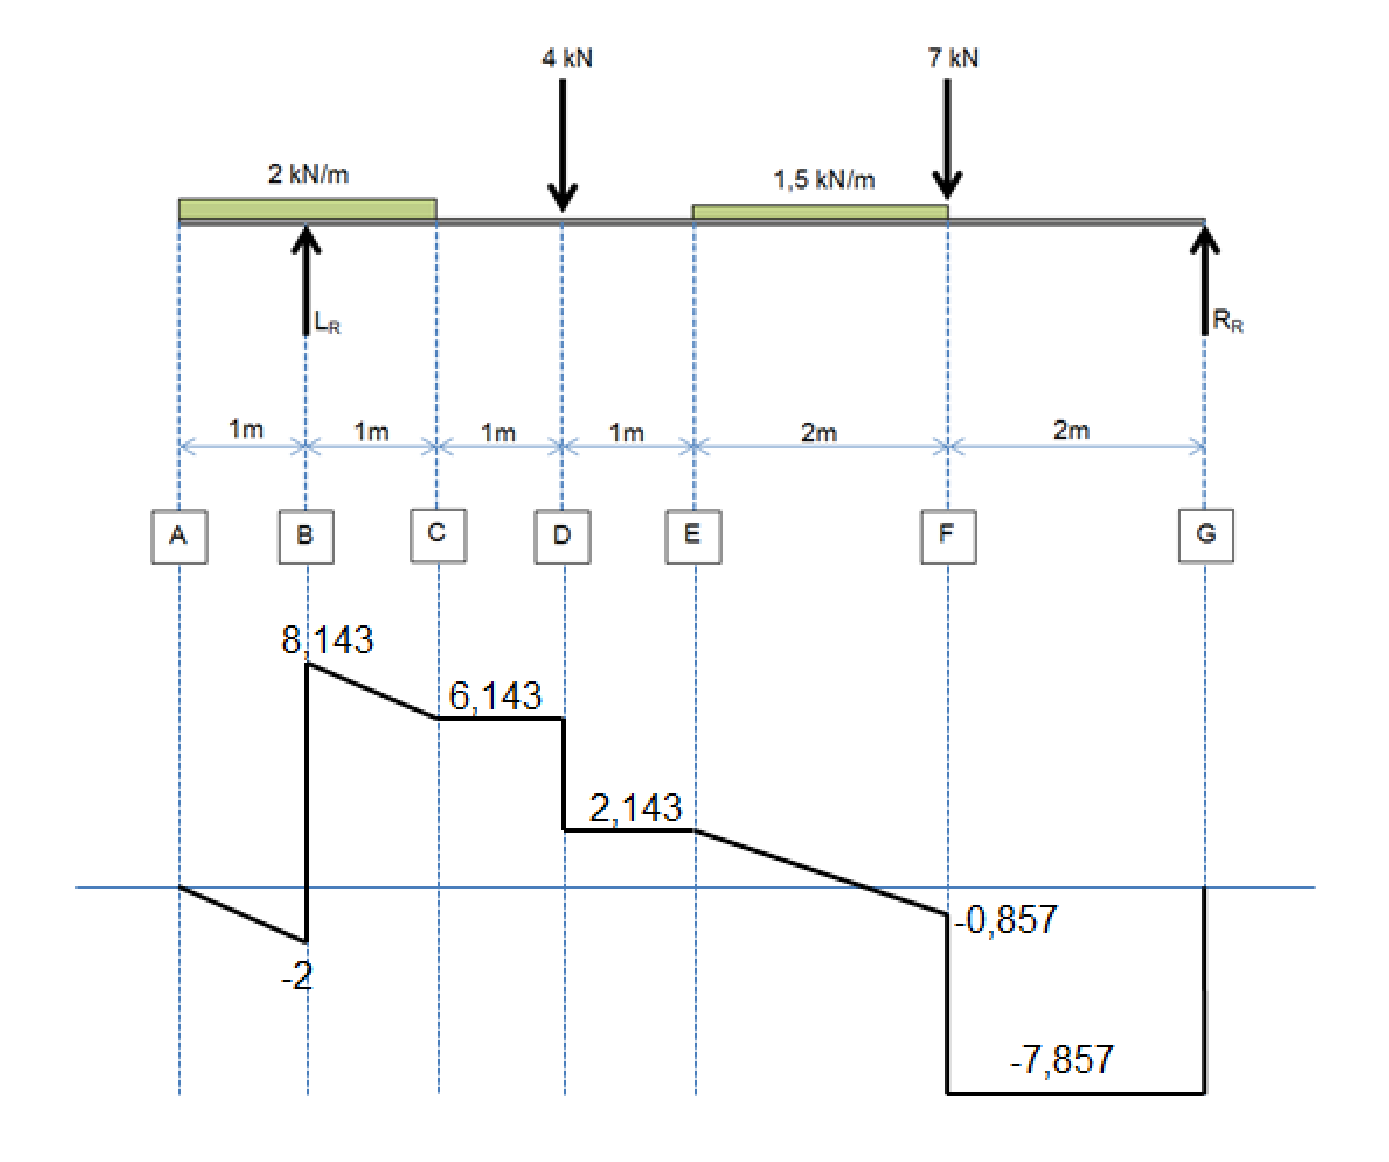 4 kN
7 kN
2 kN/m
1,5 kN/m
LR
RR
1m 1m 1m 1m 2m 2m
A B C D E F G
8,143
6,143
2,143
-0,857
-2
-7,857